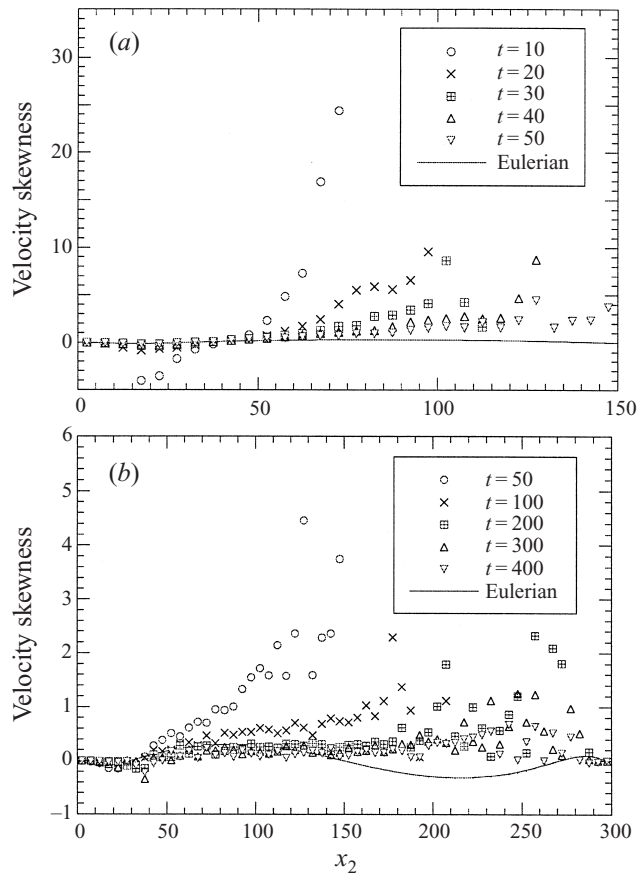 (a)
t = 10
t = 20
t = 30
t = 40
t = 50
Eulerian
Velocity skewness
30
20
10
0
0
50
100
150
(b)
t = 50
t = 100
t = 200
t = 300
t = 400
Eulerian
Velocity skewness
6
5
4
3
2
1
0
−1
0
50
100
150
200
250
300
x₂